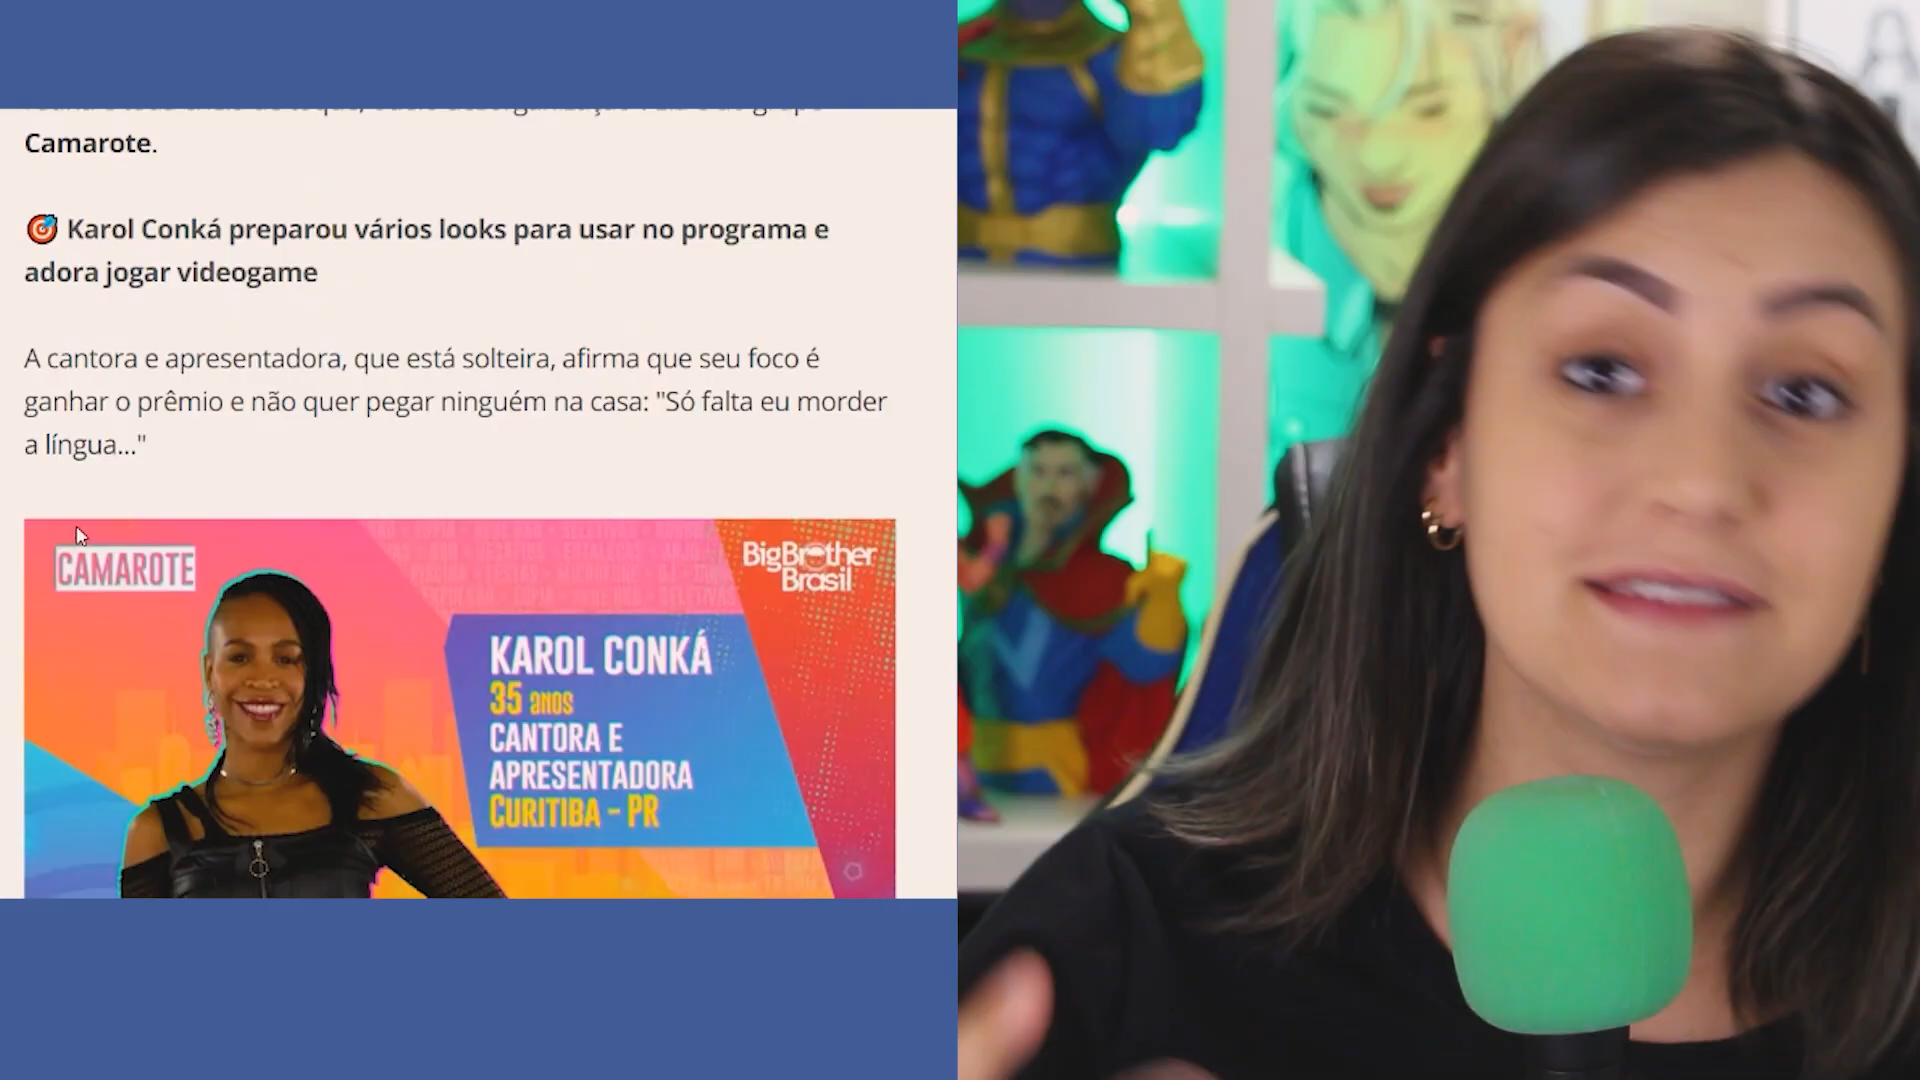 Camarote.
🎯 Karol Conká preparou vários looks para usar no programa e
adora jogar videogame
A cantora e apresentadora, que está solteira, afirma que seu foco é
ganhar o prêmio e não quer pegar ninguém na casa: "Só falta eu morder
a língua..."
CAMAROTE
BigBrother
Brasil
KAROL CONKÁ
35 anos
CANTORA E
APRESENTADORA
CURITIBA - PR